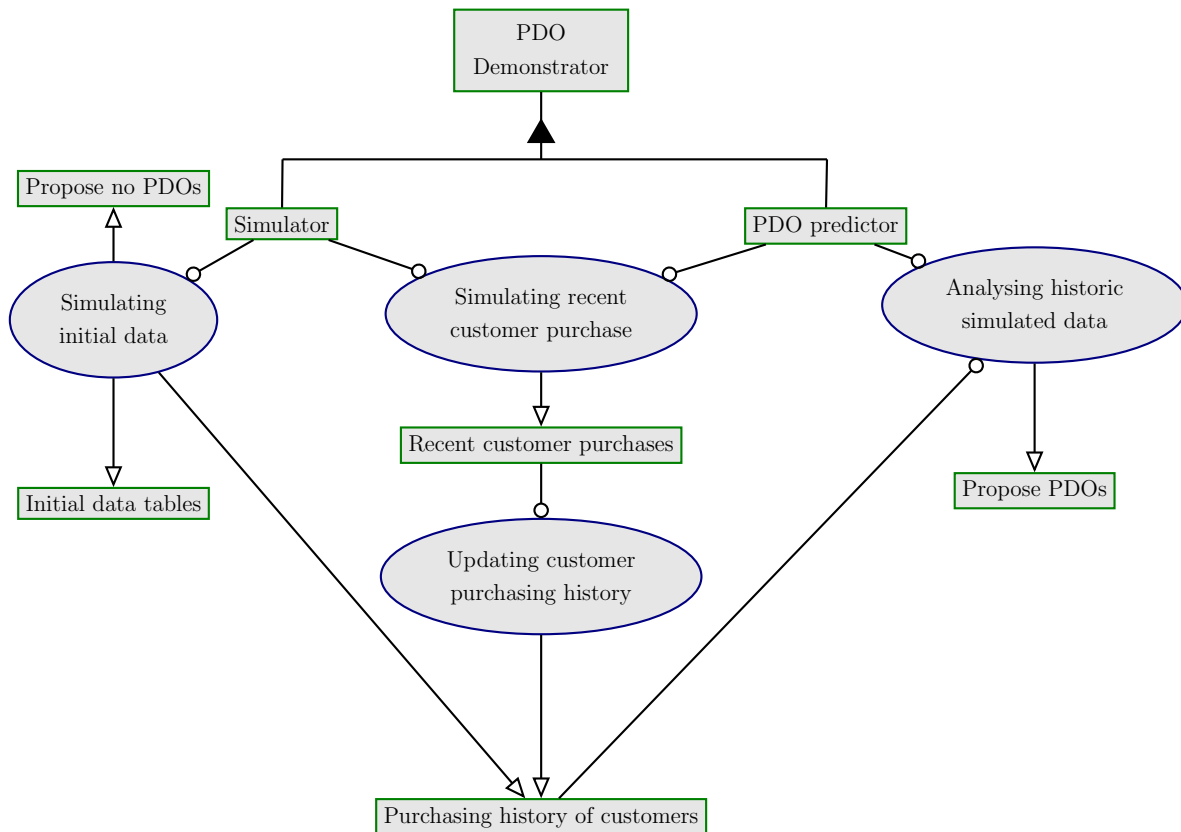 PDO
Demonstrator
Propose no PDOs
Simulator
PDO predictor
Simulating
initial data
Simulating recent
customer purchase
Analysing historic
simulated data
Recent customer purchases
Initial data tables
Propose PDOs
Updating customer
purchasing history
Purchasing history of customers